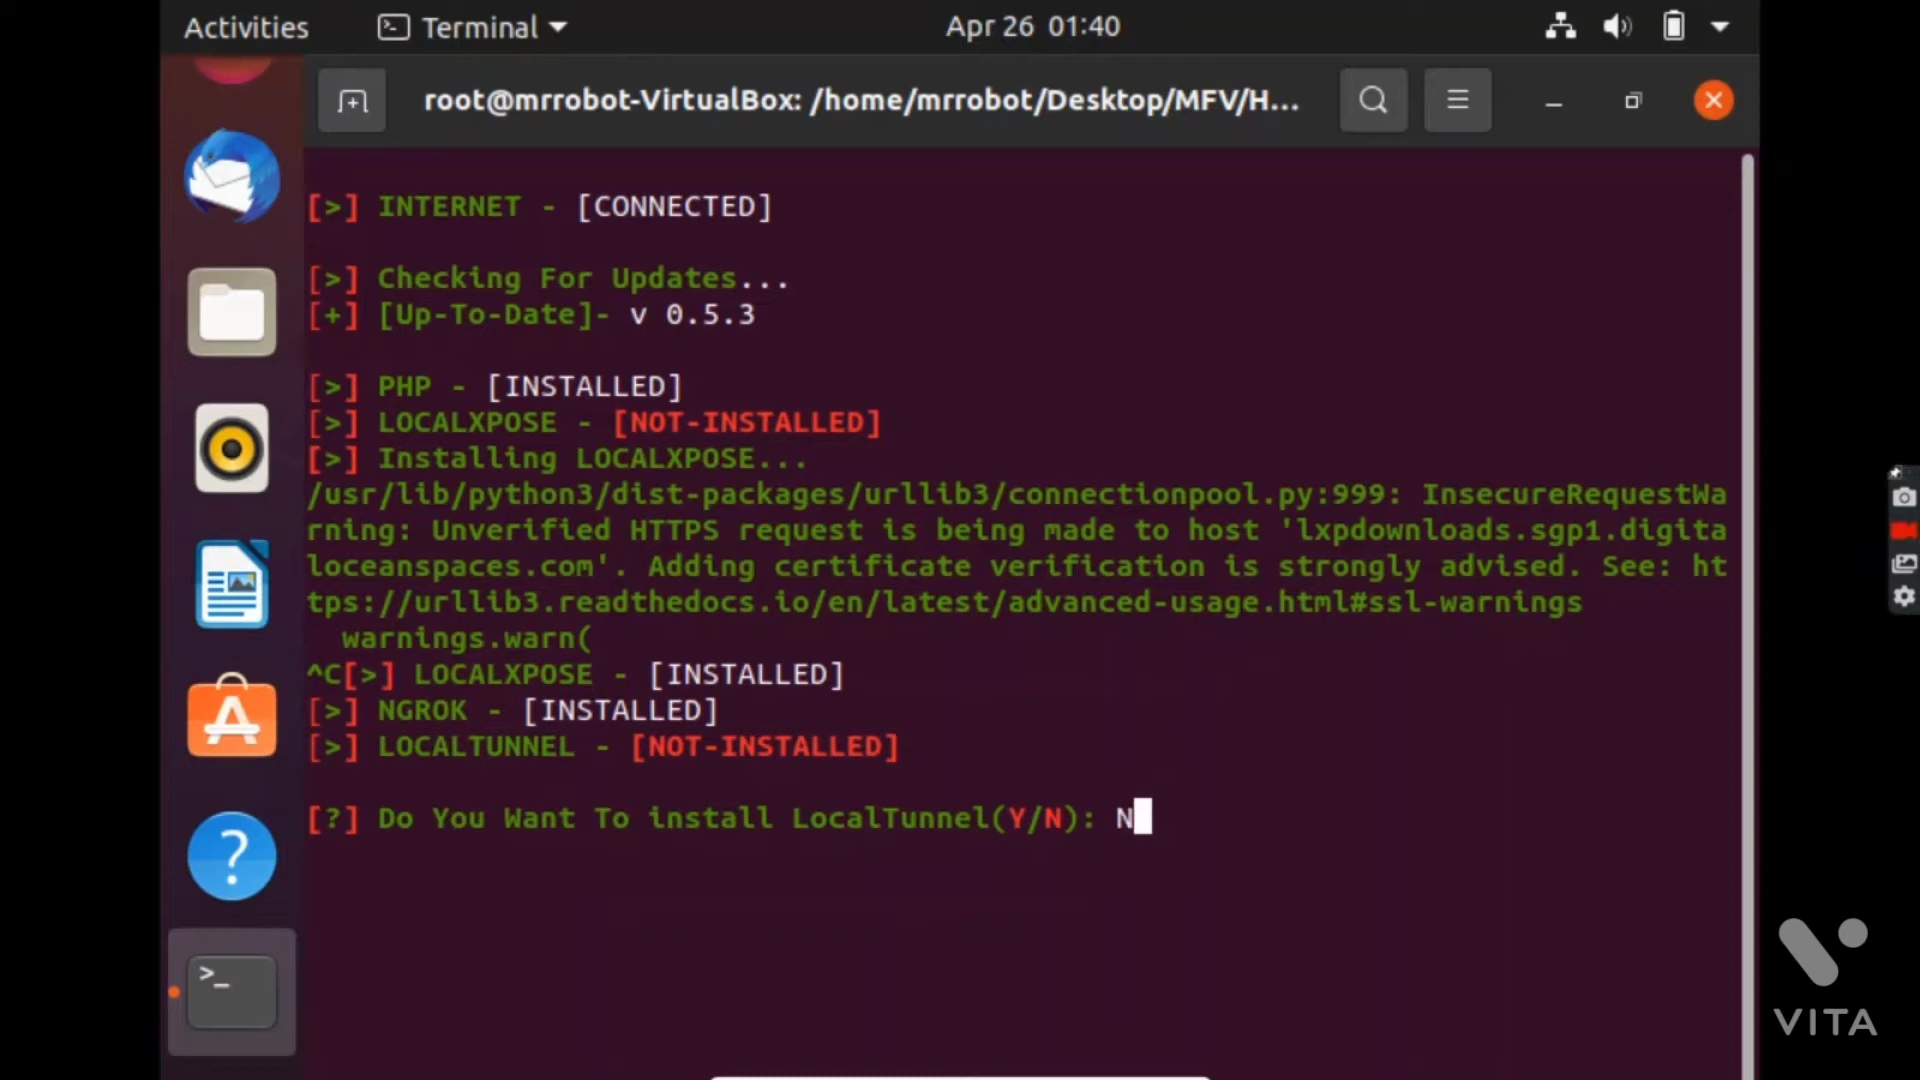 Activities
Terminal
Apr 26 01:40
root@mrrobot-VirtualBox: /home/mrrobot/Desktop/MFV/H...
[>] INTERNET - [CONNECTED]
[>] Checking For Updates...
[+] [Up-To-Date]- v 0.5.3
[>] PHP - [INSTALLED]
[>] LOCALXPOSE - [NOT-INSTALLED]
[>] Installing LOCALXPOSE...
/usr/lib/python3/dist-packages/urllib3/connectionpool.py:999: InsecureRequestWa
rning: Unverified HTTPS request is being made to host 'lxpdownloads.sgp1.digita
loceanspaces.com'. Adding certificate verification is strongly advised. See: ht
tps://urllib3.readthedocs.io/en/latest/advanced-usage.html#ssl-warnings
  warnings.warn(
^C[>] LOCALXPOSE - [INSTALLED]
[>] NGROK - [INSTALLED]
[>] LOCALTUNNEL - [NOT-INSTALLED]
[?] Do You Want To install LocalTunnel(Y/N): N
VITA